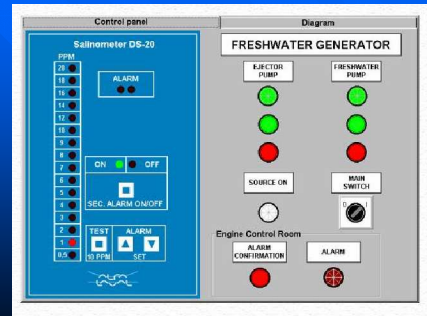 Control panel
Diagram
Salinometer DS-20
PPM
20
18
16
14
12
10
9
8
7
6
5
4
3
2
1
0,5
ALARM
ON OFF
SEC. ALARM ON/OFF
TEST
10 PPM
ALARM
SET
FRESHWATER GENERATOR
EJECTOR
PUMP
FRESHWATER
PUMP
SOURCE ON
MAIN
SWITCH
0 1
Engine Control Room
ALARM
CONFIRMATION
ALARM